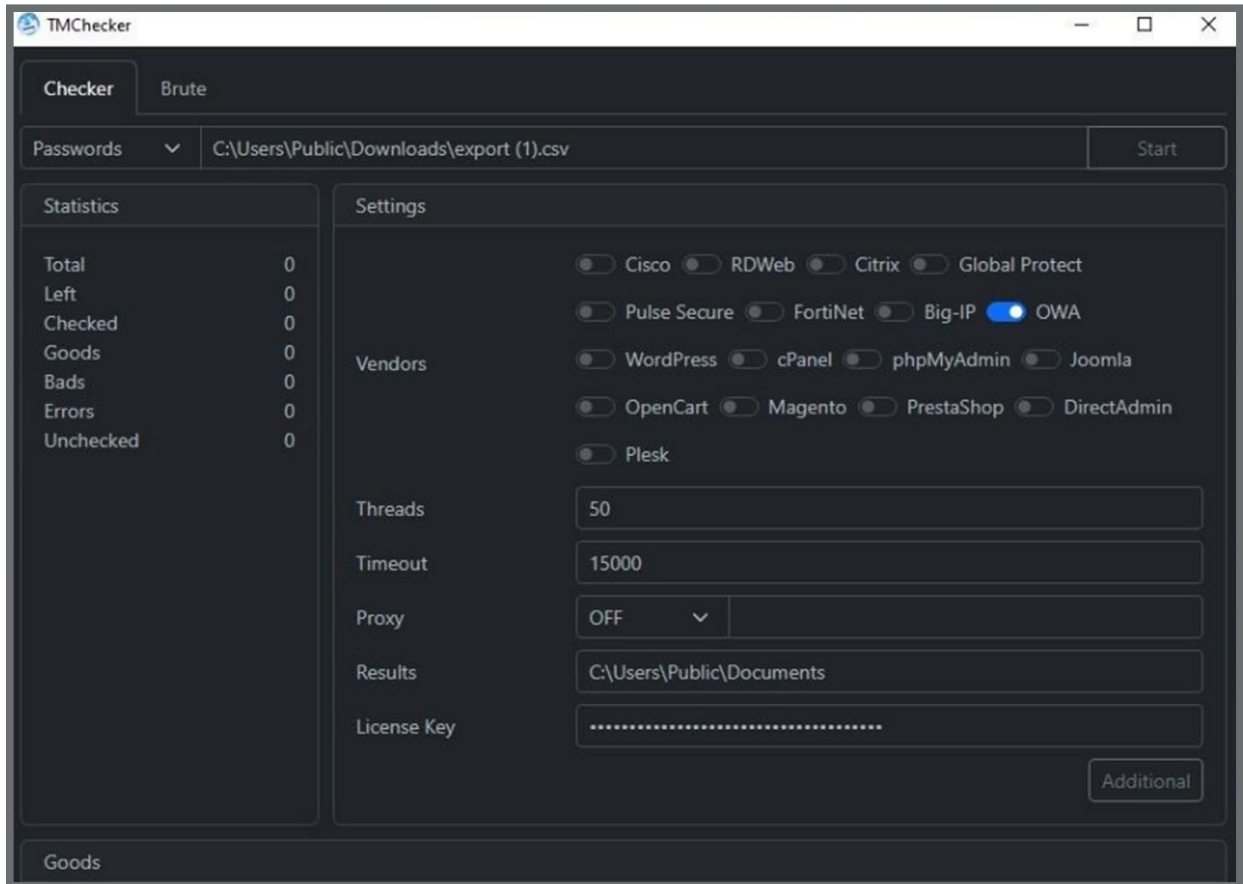 TMChecker
Checker Brute
Passwords C:\Users\Public\Downloads\export (1).csv Start
Statistics
Total 0
Left 0
Checked 0
Goods 0
Bads 0
Errors 0
Unchecked 0
Settings
Vendors
Cisco RDWeb Citrix Global Protect
Pulse Secure FortiNet Big-IP OWA
WordPress cPanel phpMyAdmin Joomla
OpenCart Magento PrestaShop DirectAdmin
Plesk
Threads 50
Timeout 15000
Proxy OFF
Results C:\Users\Public\Documents
License Key •••••••••••••••••••••••••••••••••••••
Additional
Goods